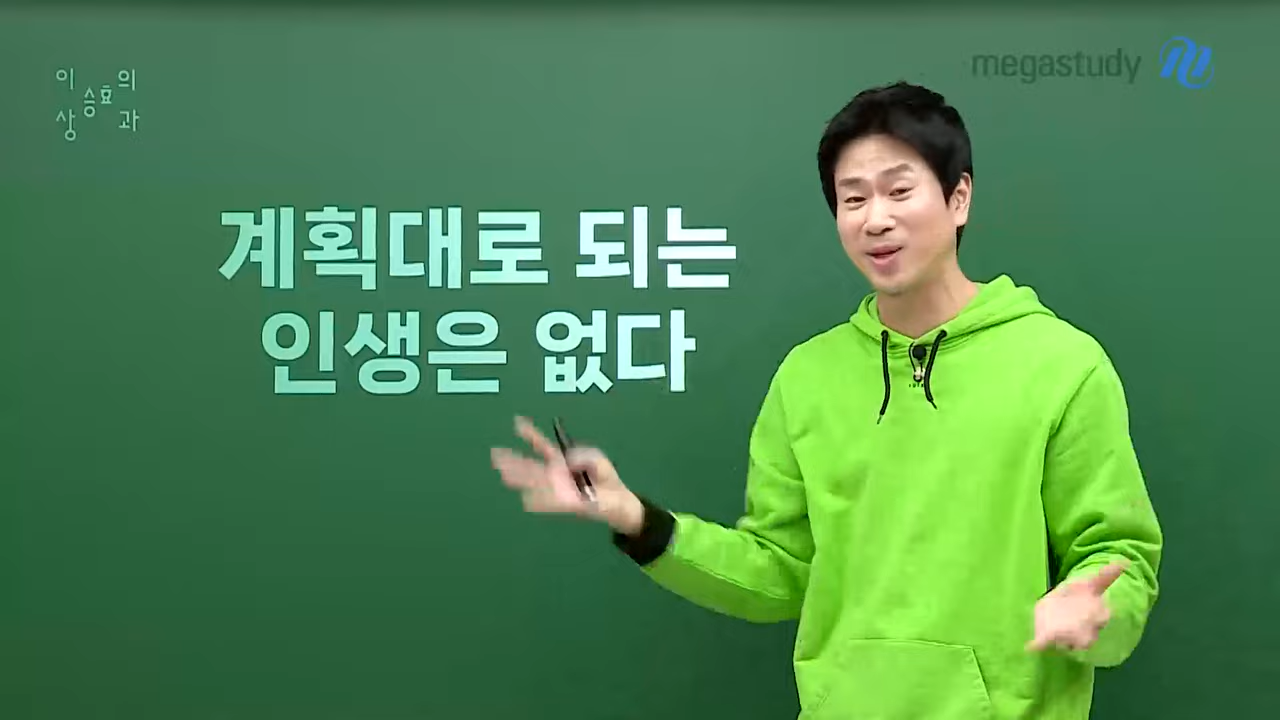 이승효의
상과
megastudy
계획대로 되는
인생은 없다